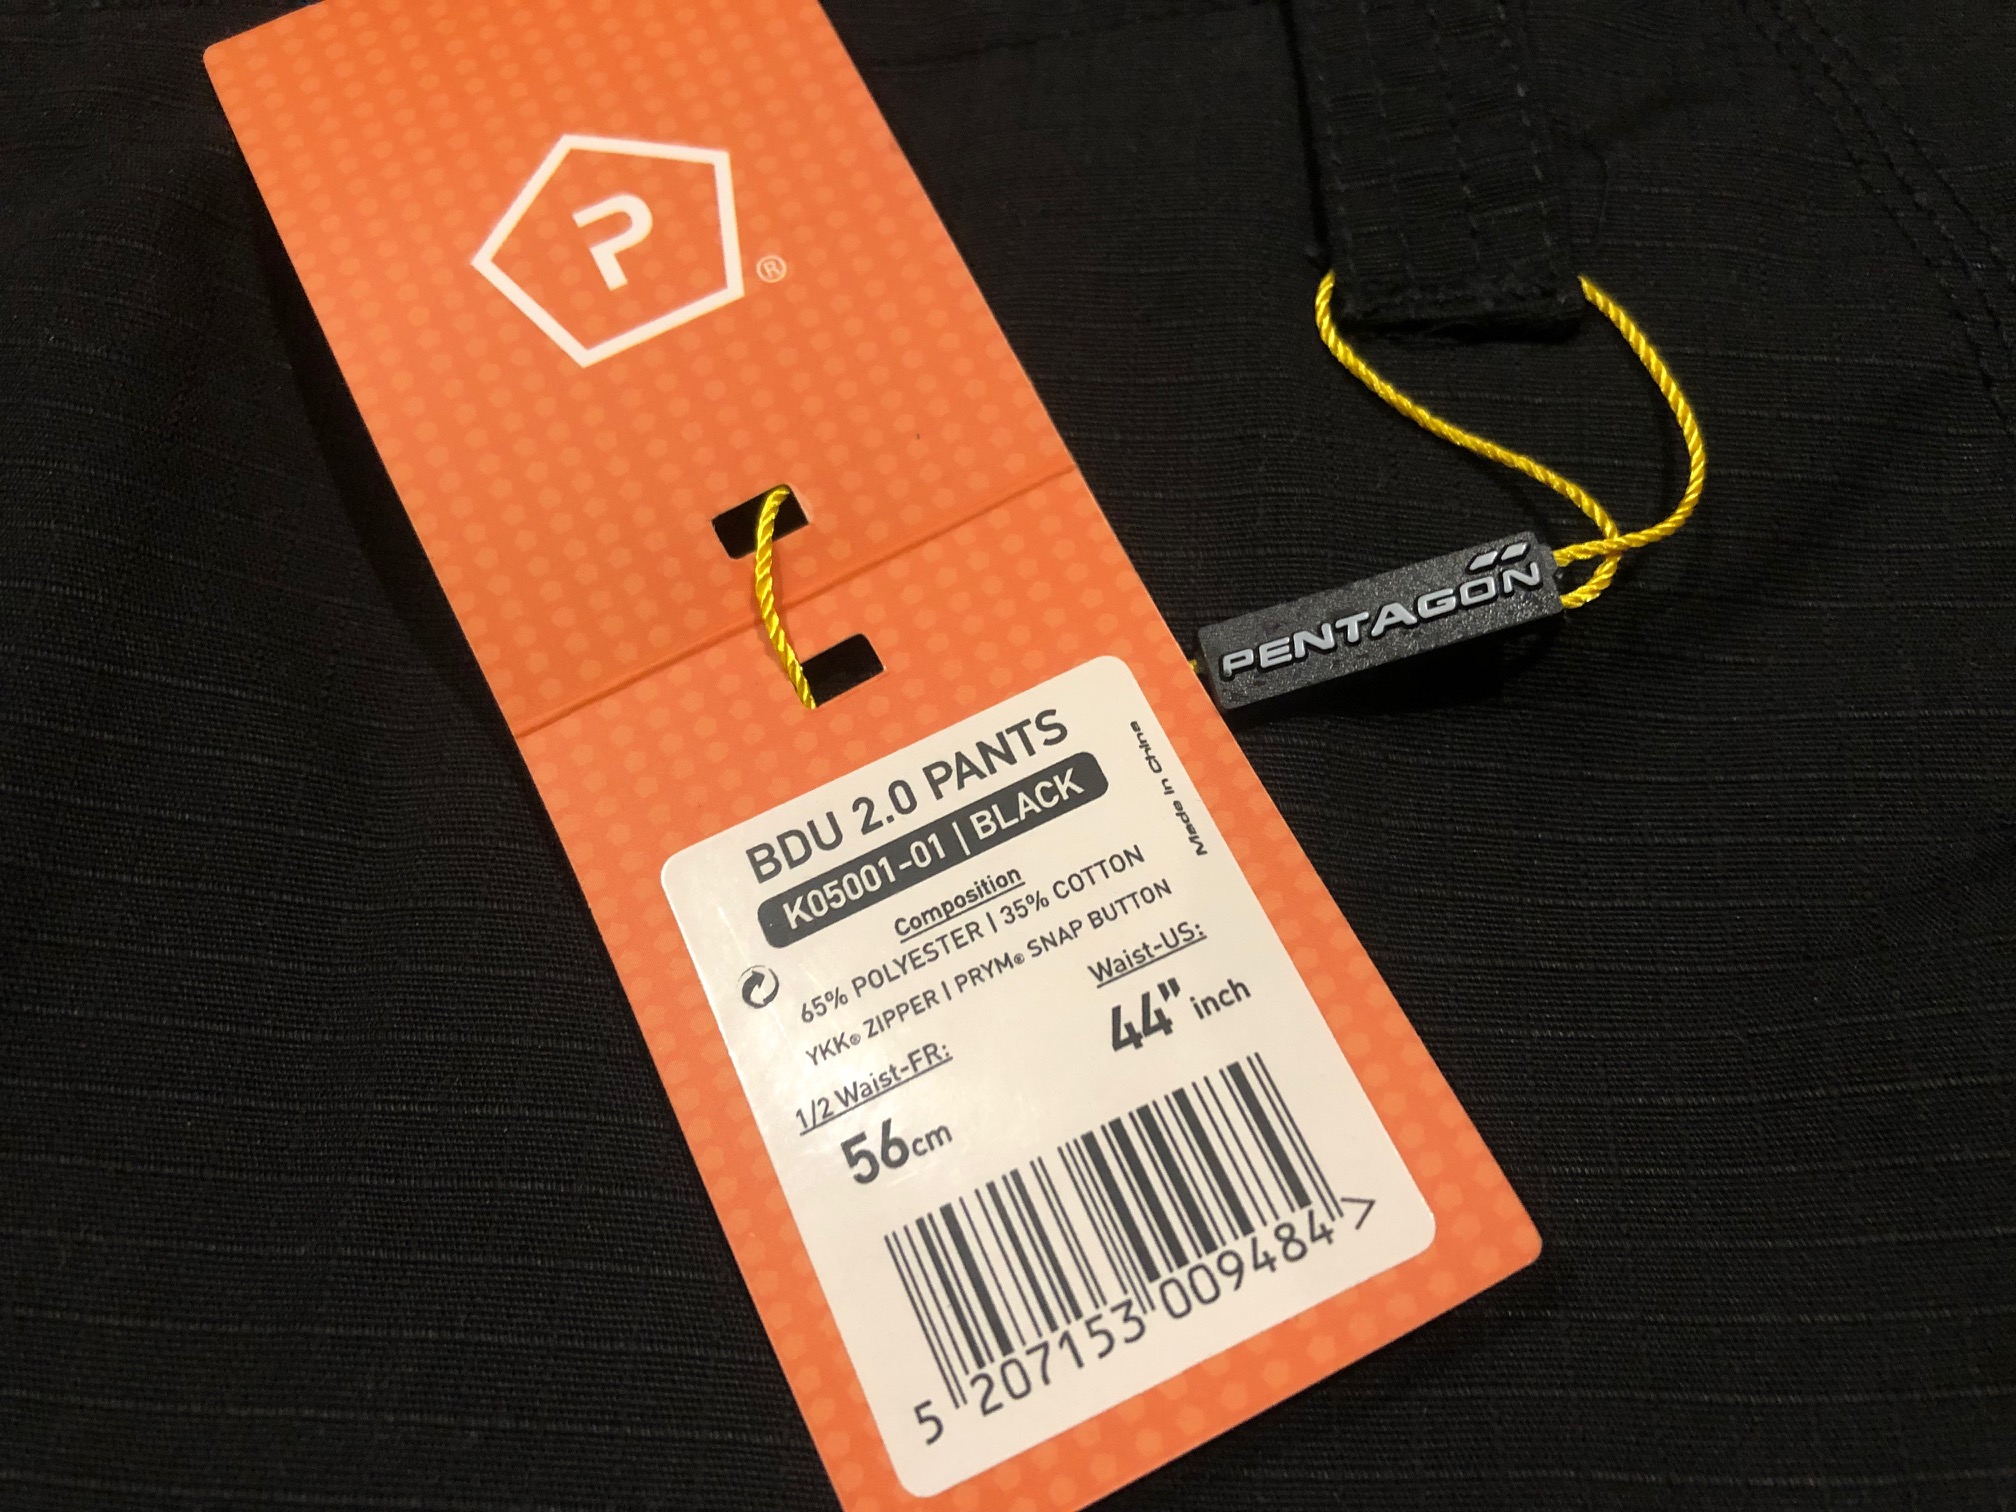 P
®
PENTAGON
BDU 2.0 PANTS
K05001-01 | BLACK
Made In China
Composition
65% POLYESTER | 35% COTTON
YKK® ZIPPER | PRYM® SNAP BUTTON
1/2 Waist-FR:
56cm
Waist-US:
44" inch
5 207153 009484 >